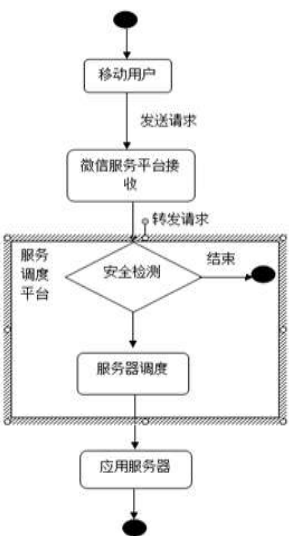 移动用户
发送请求
微信服务平台接
收
转发请求
服务
调度
平台
安全检测
结束
服务器调度
应用服务器